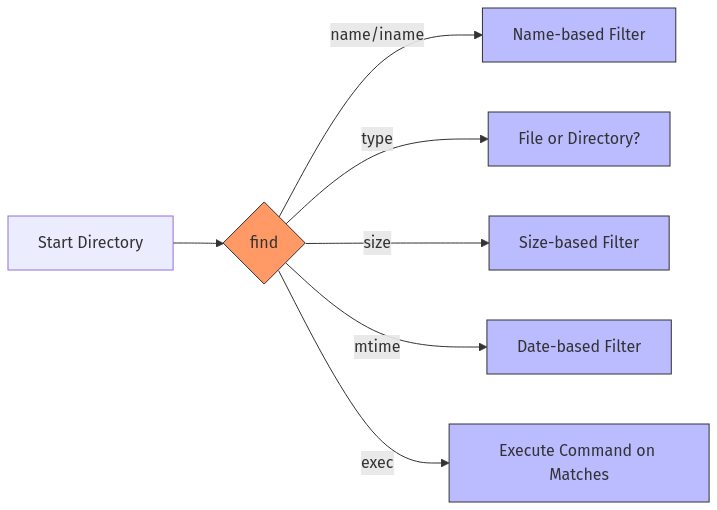 name/iname
Name-based Filter
type
File or Directory?
Start Directory
find
size
Size-based Filter
mtime
Date-based Filter
exec
Execute Command on
Matches